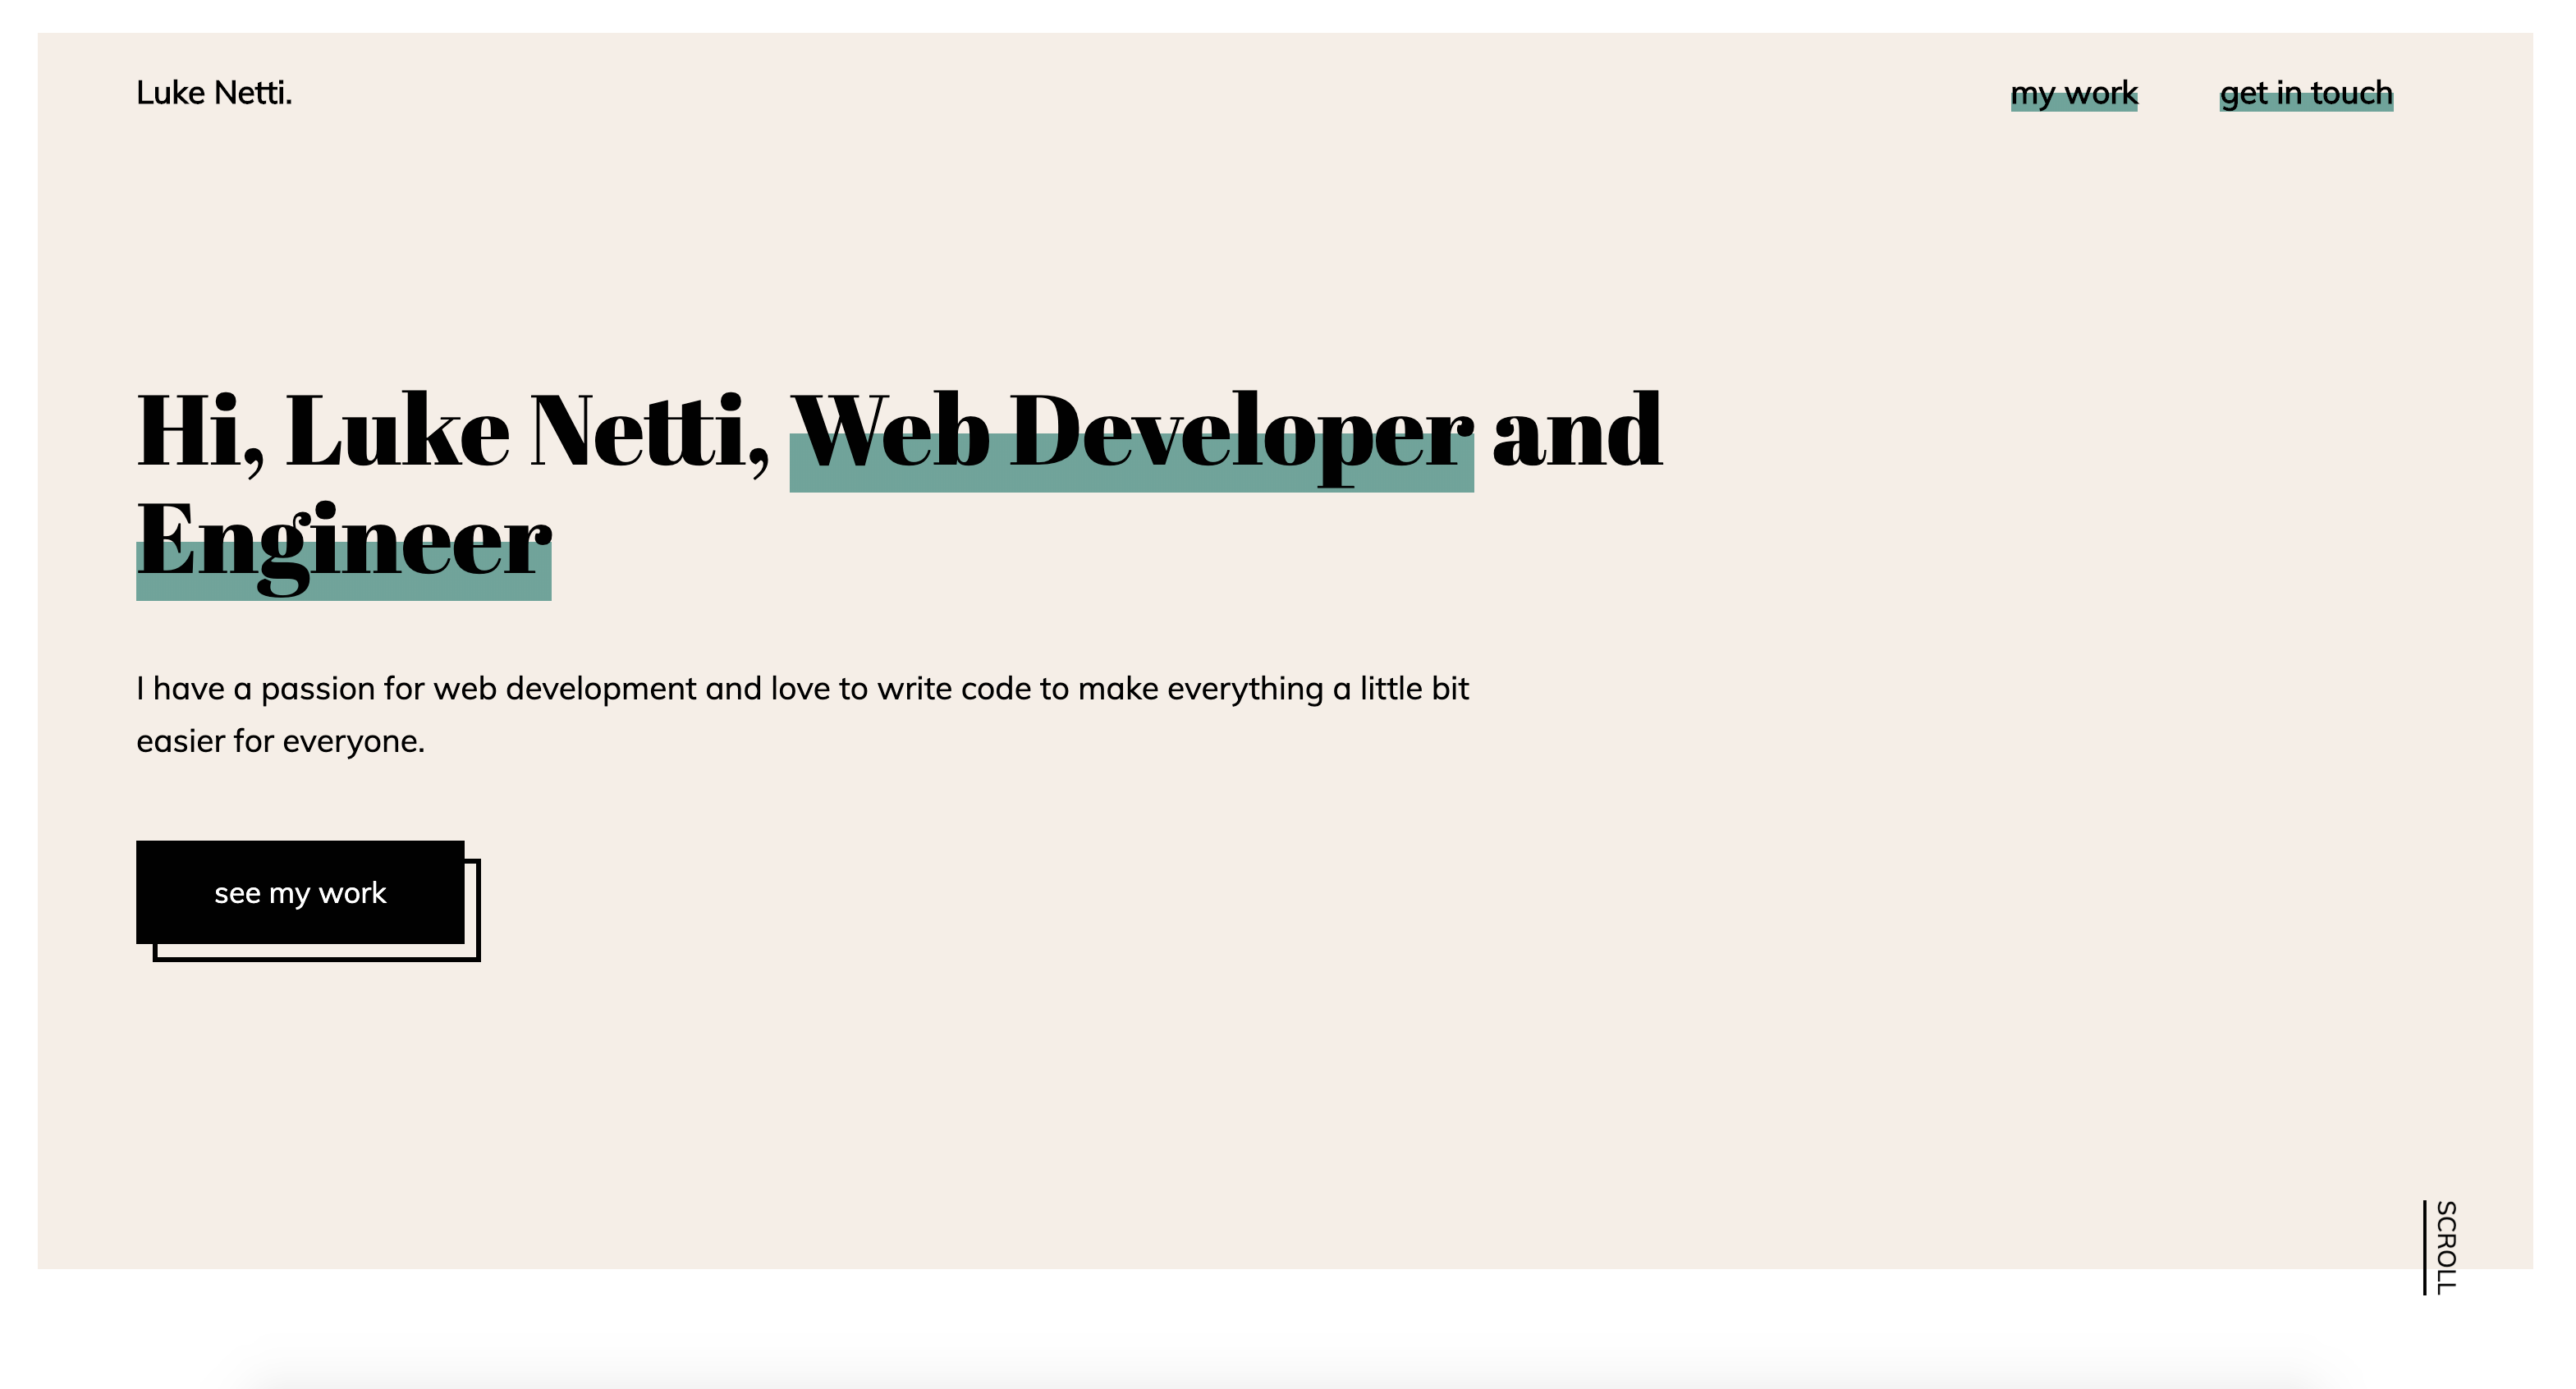 Luke Netti.
my work
get in touch
Hi, Luke Netti, Web Developer and
Engineer
I have a passion for web development and love to write code to make everything a little bit
easier for everyone.
see my work
SCROLL